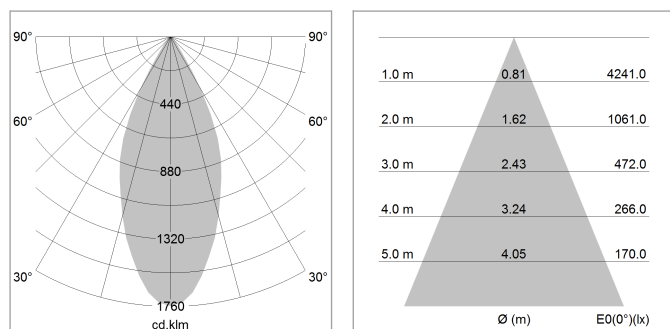 90° 90°
440
60° 60°
880
1320
30° 30°
1760
cd.klm
1.0 m 0.81 4241.0
2.0 m 1.62 1061.0
3.0 m 2.43 472.0
4.0 m 3.24 266.0
5.0 m 4.05 170.0
Ø (m) E0(0°)(lx)